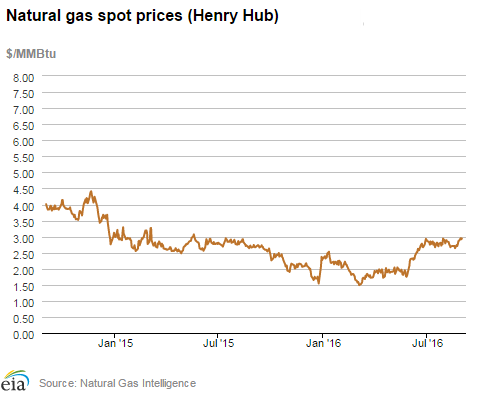 Natural gas spot prices (Henry Hub)
$/MMBtu
8.00
7.50
7.00
6.50
6.00
5.50
5.00
4.50
4.00
3.50
3.00
2.50
2.00
1.50
1.00
0.50
0.00
Jan '15
Jul'15
Jan '16
Jul'16
eia
Source: Natural Gas Intelligence